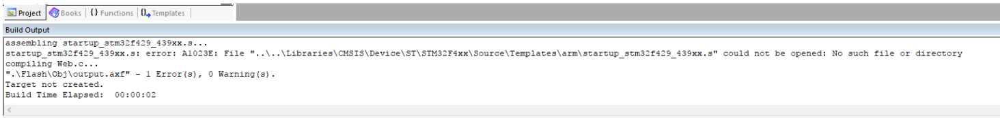 Project Books {} Functions 0 Templates
Build Output
assembling startup_stm32f429_439xx.s...
startup_stm32f429_439xx.s: error: A1023E: File "..\..\Libraries\CMSIS\Device\ST\STM32F4xx\Source\Templates\arm\startup_stm32f429_439xx.s" could not be opened: No such file or directory
compiling Web.c...
".\Flash\Obj\output.axf" - 1 Error(s), 0 Warning(s).
Target not created.
Build Time Elapsed:  00:00:02